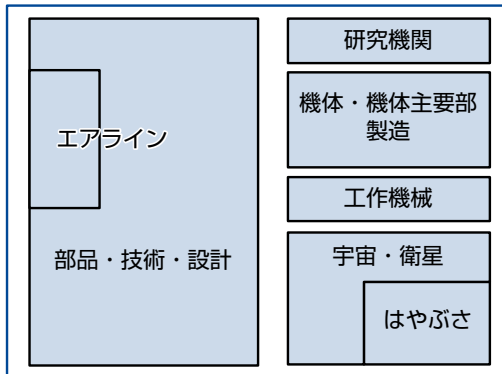 エアライン
部品・技術・設計
研究機関
機体・機体主要部
製造
工作機械
宇宙・衛星
はやぶさ